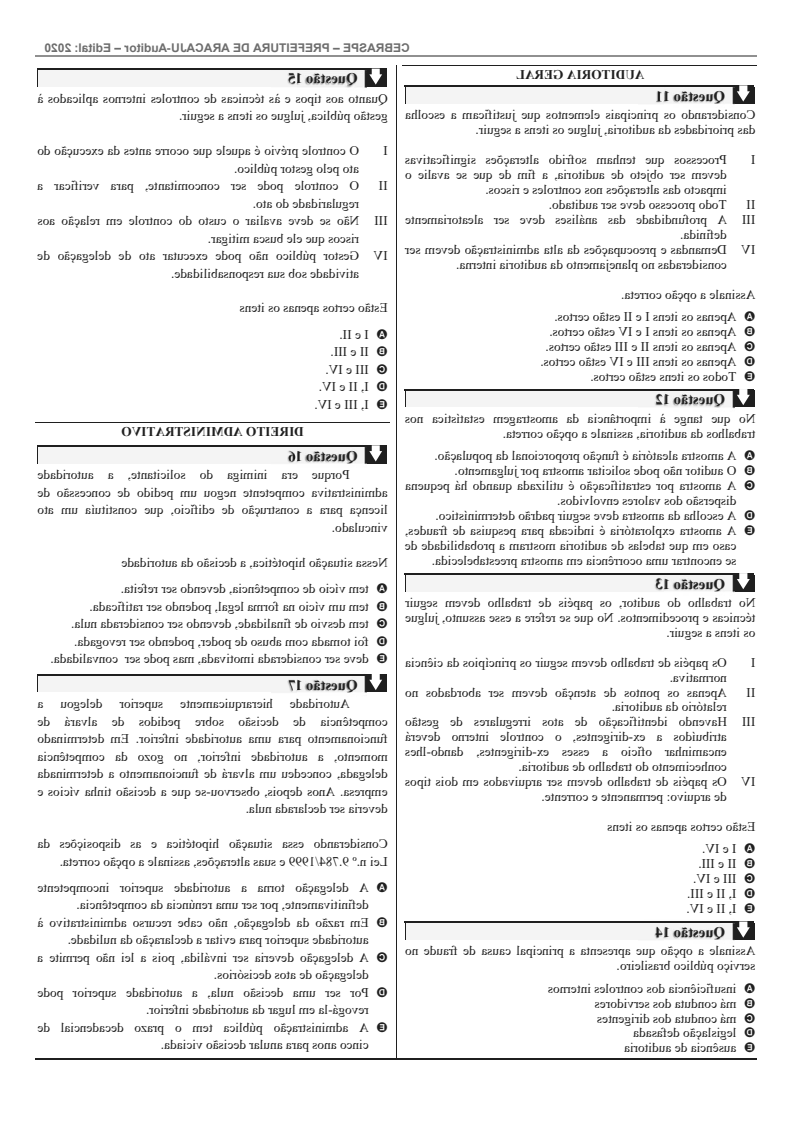 CEBRASPE – PREFEITURA DE ARACAJU-Auditor – Edital: 2020
AUDITORIA GERAL
Questão 11
Considerando os principais elementos que justificam a escolha
das prioridades da auditoria, julgue os itens a seguir.
I Processos que tenham sofrido alterações significativas
devem ser objeto de auditoria, a fim de que se avalie o
impacto das alterações nos controles e riscos.
II Todo processo deve ser auditado.
III A profundidade das análises deve ser aleatoriamente
definida.
IV Demandas e preocupações da alta administração devem ser
consideradas no planejamento da auditoria interna.
Assinale a opção correta.
A Apenas os itens I e II estão certos.
B Apenas os itens I e IV estão certos.
C Apenas os itens II e III estão certos.
D Apenas os itens III e IV estão certos.
E Todos os itens estão certos.
Questão 12
No que tange à importância da amostragem estatística nos
trabalhos da auditoria, assinale a opção correta.
A A amostra aleatória é função proporcional da população.
B O auditor não pode solicitar amostra por julgamento.
C A amostra por estratificação é utilizada quando há pequena
dispersão dos valores envolvidos.
D A escolha da amostra deve seguir padrão determinístico.
E A amostra exploratória é indicada para pesquisa de fraudes,
caso em que tabelas de auditoria mostram a probabilidade de
se encontrar uma ocorrência em amostra preestabelecida.
Questão 13
No trabalho do auditor, os papéis de trabalho devem seguir
técnicas e procedimentos. No que se refere a esse assunto, julgue
os itens a seguir.
I Os papéis de trabalho devem seguir os princípios da ciência
normativa.
II Apenas os pontos de atenção devem ser abordados no
relatório da auditoria.
III Havendo identificação de atos irregulares de gestão
atribuídos a ex-dirigentes, o controle interno deverá
encaminhar ofício a esses ex-dirigentes, dando-lhes
conhecimento do trabalho de auditoria.
IV Os papéis de trabalho devem ser arquivados em dois tipos
de arquivo: permanente e corrente.
Estão certos apenas os itens
A I e IV.
B II e III.
C III e IV.
D I, II e III.
E I, II e IV.
Questão 14
Assinale a opção que apresenta a principal causa de fraude no
serviço público brasileiro.
A insuficiência dos controles internos
B má conduta dos servidores
C má conduta dos dirigentes
D legislação defasada
E ausência de auditoria
Questão 15
Quanto aos tipos e às técnicas de controles internos aplicados à
gestão pública, julgue os itens a seguir.
I O controle prévio é aquele que ocorre antes da execução do
ato pelo gestor público.
II O controle pode ser concomitante, para verificar a
regularidade do ato.
III Não se deve avaliar o custo do controle em relação aos
riscos que ele busca mitigar.
IV Gestor público não pode executar ato de delegação de
atividade sob sua responsabilidade.
Estão certos apenas os itens
A I e II.
B II e III.
C III e IV.
D I, II e IV.
E I, III e IV.
DIREITO ADMINISTRATIVO
Questão 16
Porque era inimiga do solicitante, a autoridade
administrativa competente negou um pedido de concessão de
licença para a construção de edifício, que constituía um ato
vinculado.
Nessa situação hipotética, a decisão da autoridade
A tem vício de competência, devendo ser refeita.
B tem um vício na forma legal, podendo ser ratificada.
C tem desvio de finalidade, devendo ser considerada nula.
D foi tomada com abuso de poder, podendo ser revogada.
E deve ser considerada imotivada, mas pode ser convalidada.
Questão 17
Autoridade hierarquicamente superior delegou a
competência de decisão sobre pedidos de alvará de
funcionamento para uma autoridade inferior. Em determinado
momento, a autoridade inferior, no gozo da competência
delegada, concedeu um alvará de funcionamento a determinada
empresa. Anos depois, observou-se que a decisão tinha vícios e
deveria ser declarada nula.
Considerando essa situação hipotética e as disposições da
Lei n.º 9.784/1999 e suas alterações, assinale a opção correta.
A A delegação torna a autoridade superior incompetente
definitivamente, por ser uma renúncia da competência.
B Em razão da delegação, não cabe recurso administrativo à
autoridade superior para evitar a declaração da nulidade.
C A delegação deveria ser inválida, pois a lei não permite a
delegação de atos decisórios.
D Por ser uma decisão nula, a autoridade superior pode
revogá-la em lugar da autoridade inferior.
E A administração pública tem o prazo decadencial de
cinco anos para anular decisão viciada.